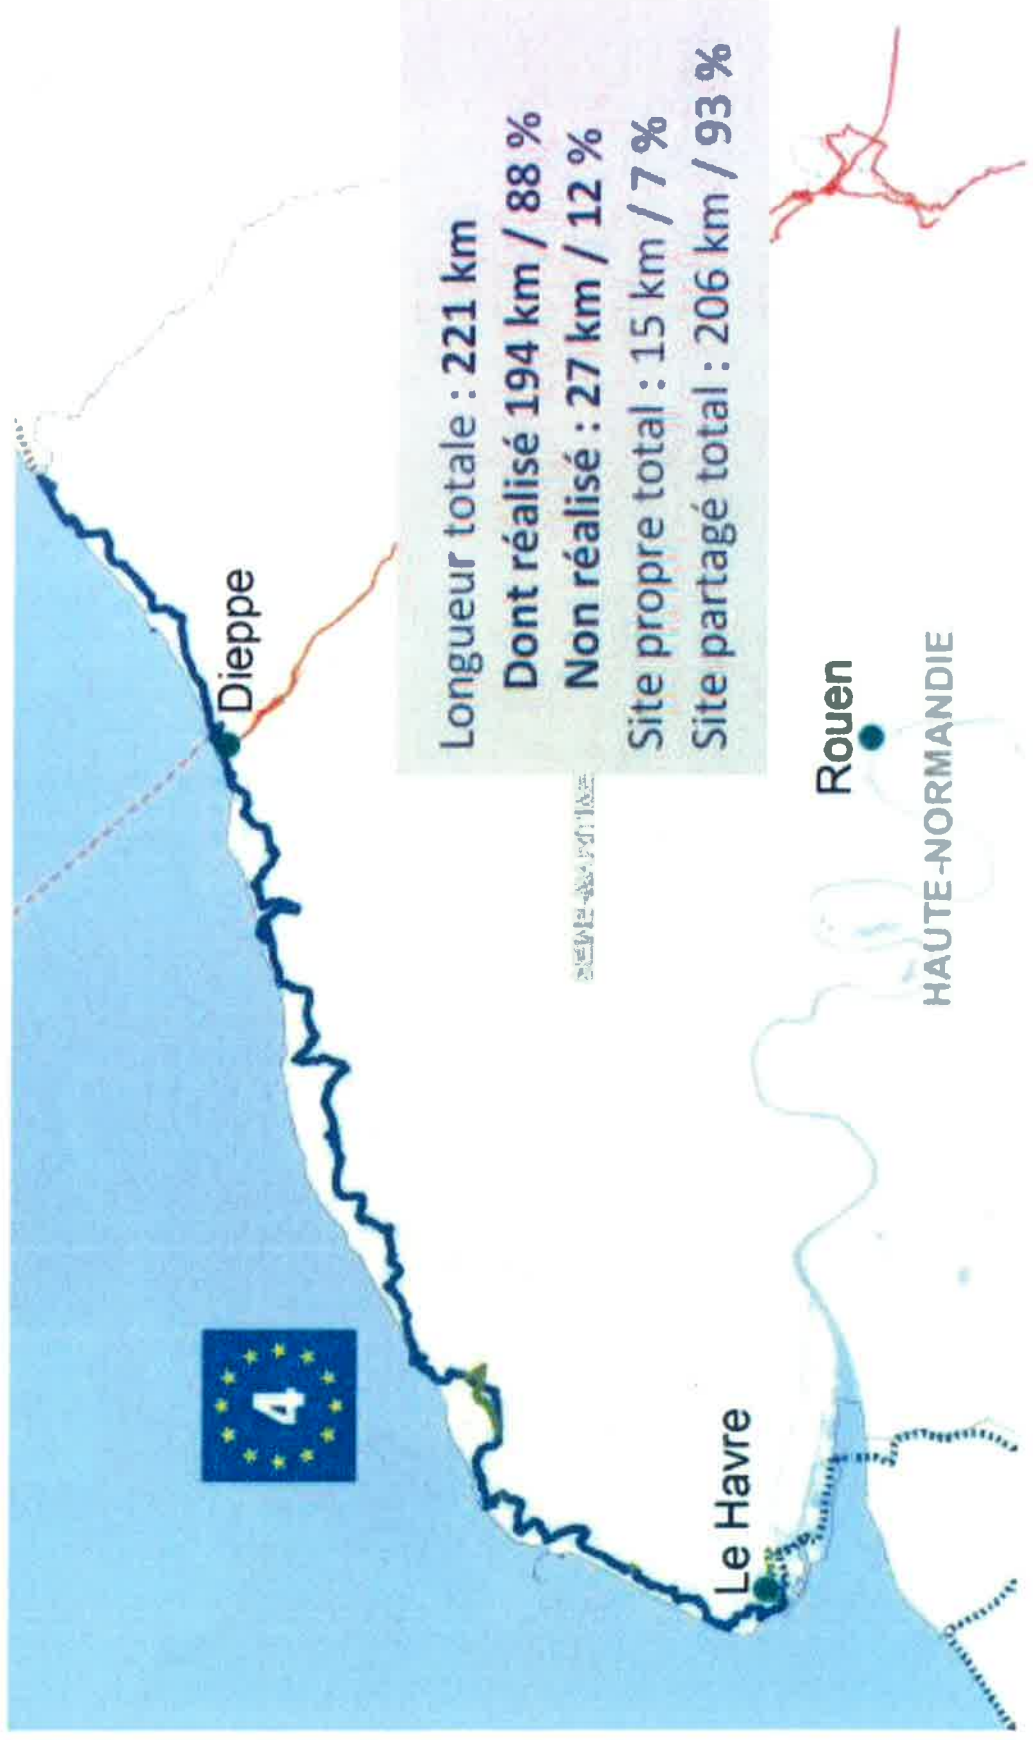 4
Dieppe
Longueur totale : 221 km
Dont réalisé 194 km / 88 %
Non réalisé : 27 km / 12 %
Site propre total : 15 km / 7 %
Site partagé total : 206 km / 93 %
Le Havre
Rouen
HAUTE-NORMANDIE